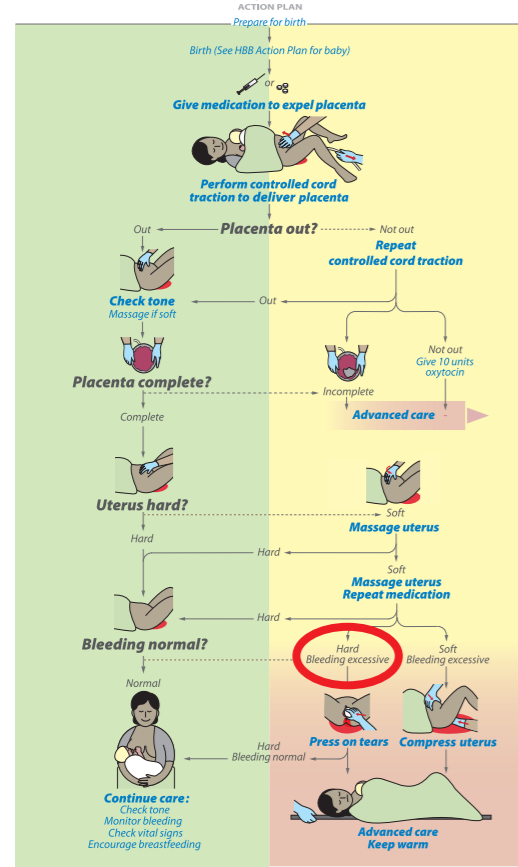 ACTION PLAN
Prepare for birth
Birth (See HBB Action Plan for baby)
or
Give medication to expel placenta
Perform controlled cord
traction to deliver placenta
Out
Placenta out?
Not out
Repeat
controlled cord traction
Out
Check tone
Massage if soft
Not out
Give 10 units
oxytocin
Placenta complete?
Incomplete
Complete
Advanced care
Uterus hard?
Soft
Massage uterus
Hard
Hard
Soft
Massage uterus
Repeat medication
Hard
Bleeding normal?
Hard
Bleeding excessive
Soft
Bleeding excessive
Normal
Press on tears
Compress uterus
Hard
Bleeding normal
Continue care:
Check tone
Monitor bleeding
Check vital signs
Encourage breastfeeding
Advanced care
Keep warm